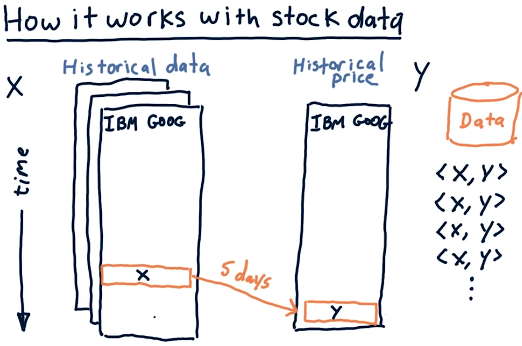 How it works with stock data
X
Historical data
Historical
price
Y
time
IBM GOOG
IBM GOOG
Data
<X, Y>
<X, Y>
<X, Y>
<X, Y>
X
5 days
Y